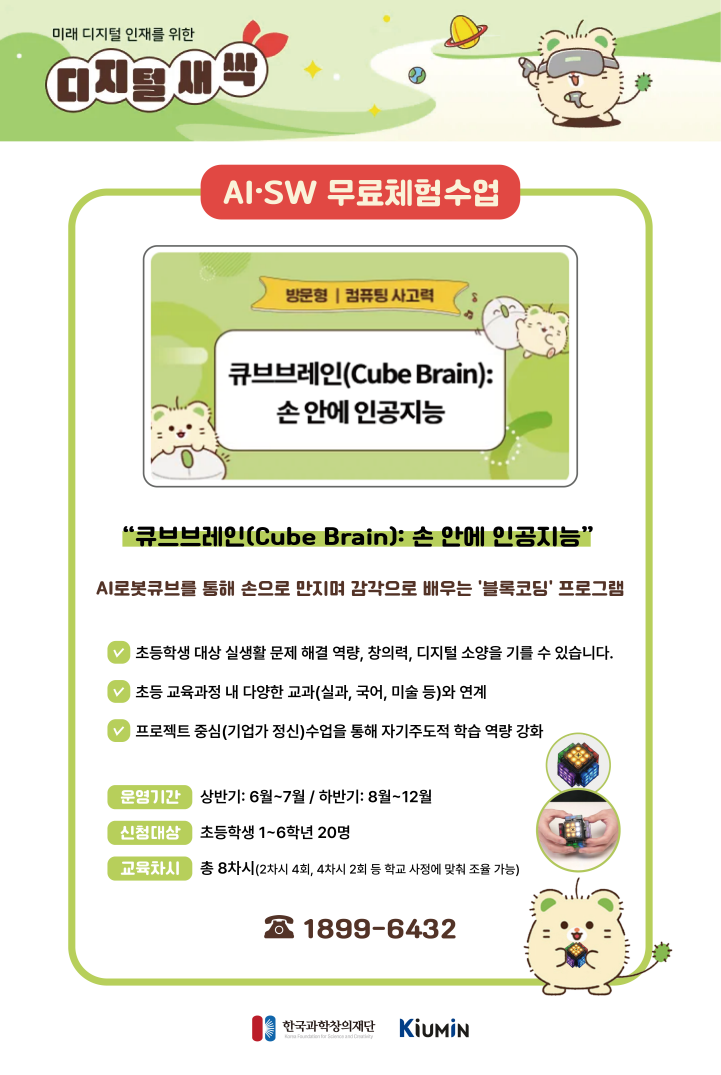 미래 디지털 인재를 위한
디지털 새싹
AI·SW 무료체험수업
방문형 | 컴퓨팅 사고력
큐브브레인(Cube Brain):
손 안에 인공지능
“큐브브레인(Cube Brain): 손 안에 인공지능”
AI로봇큐브를 통해 손으로 만지며 감각으로 배우는 '블록코딩' 프로그램
초등학생 대상 실생활 문제 해결 역량, 창의력, 디지털 소양을 기를 수 있습니다.
초등 교육과정 내 다양한 교과(실과, 국어, 미술 등)와 연계
프로젝트 중심(기업가 정신)수업을 통해 자기주도적 학습 역량 강화
운영기간 상반기: 6월~7월 / 하반기: 8월~12월
신청대상 초등학생 1~6학년 20명
교육차시 총 8차시(2차시 4회, 4차시 2회 등 학교 사정에 맞춰 조율 가능)
☎ 1899-6432
한국과학창의재단 KiUMiN
Korea Foundation for Science and Creativity